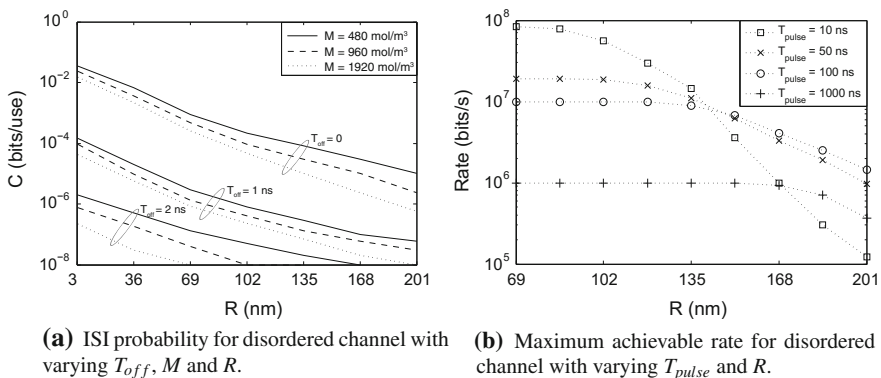 10^0
10^-2
10^-4
10^-6
10^-8
C (bits/use)
M = 480 mol/m³
M = 960 mol/m³
M = 1920 mol/m³
T_off = 0
T_off = 1 ns
T_off = 2 ns
3 36 69 102 135 168 201
R (nm)
(a) ISI probability for disordered channel with
varying T_off, M and R.
10^8
10^7
10^6
10^5
Rate (bits/s)
T_pulse = 10 ns
T_pulse = 50 ns
T_pulse = 100 ns
T_pulse = 1000 ns
69 102 135 168 201
R (nm)
(b) Maximum achievable rate for disordered
channel with varying T_pulse and R.